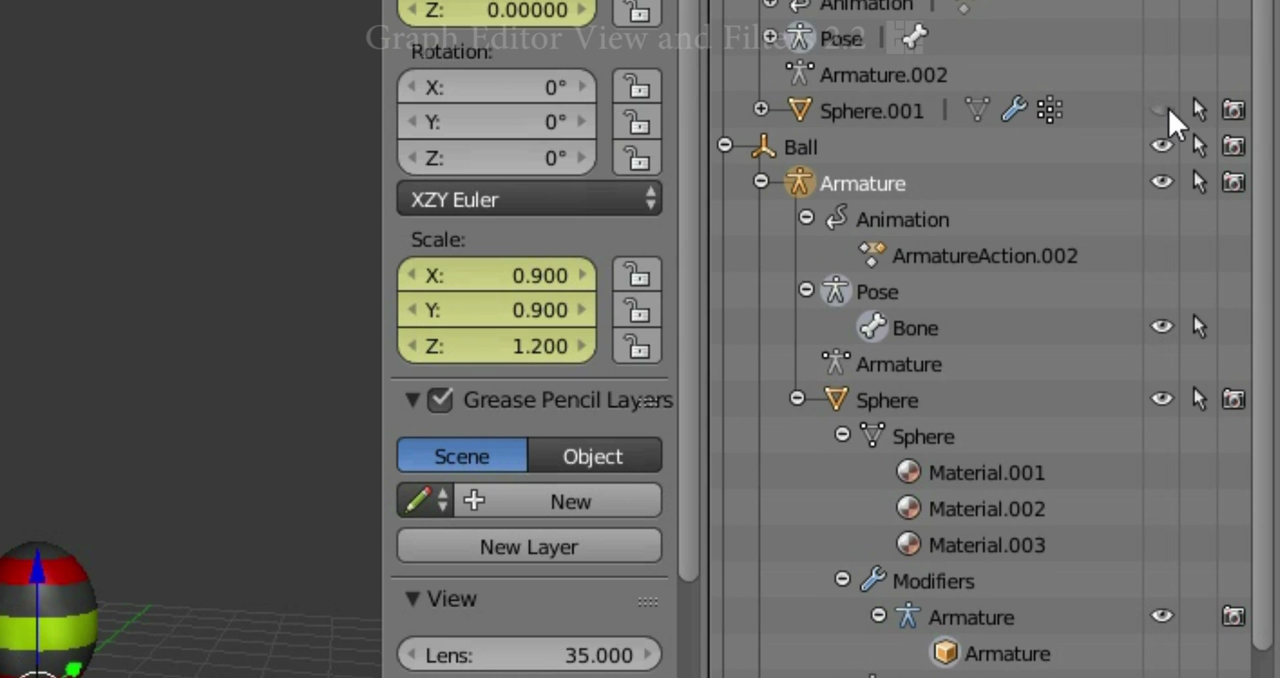 Z: 0.00000
Animation
Graph Editor View and Filter 2.2
Pose
Rotation:
Armature.002
X: 0°
Sphere.001
Y: 0°
Ball
Z: 0°
Armature
XZY Euler
Animation
Scale:
ArmatureAction.002
X: 0.900
Pose
Y: 0.900
Bone
Z: 1.200
Armature
Grease Pencil Layers
Sphere
Scene Object
Sphere
Material.001
New
Material.002
New Layer
Material.003
Modifiers
View
Armature
Lens: 35.000
Armature